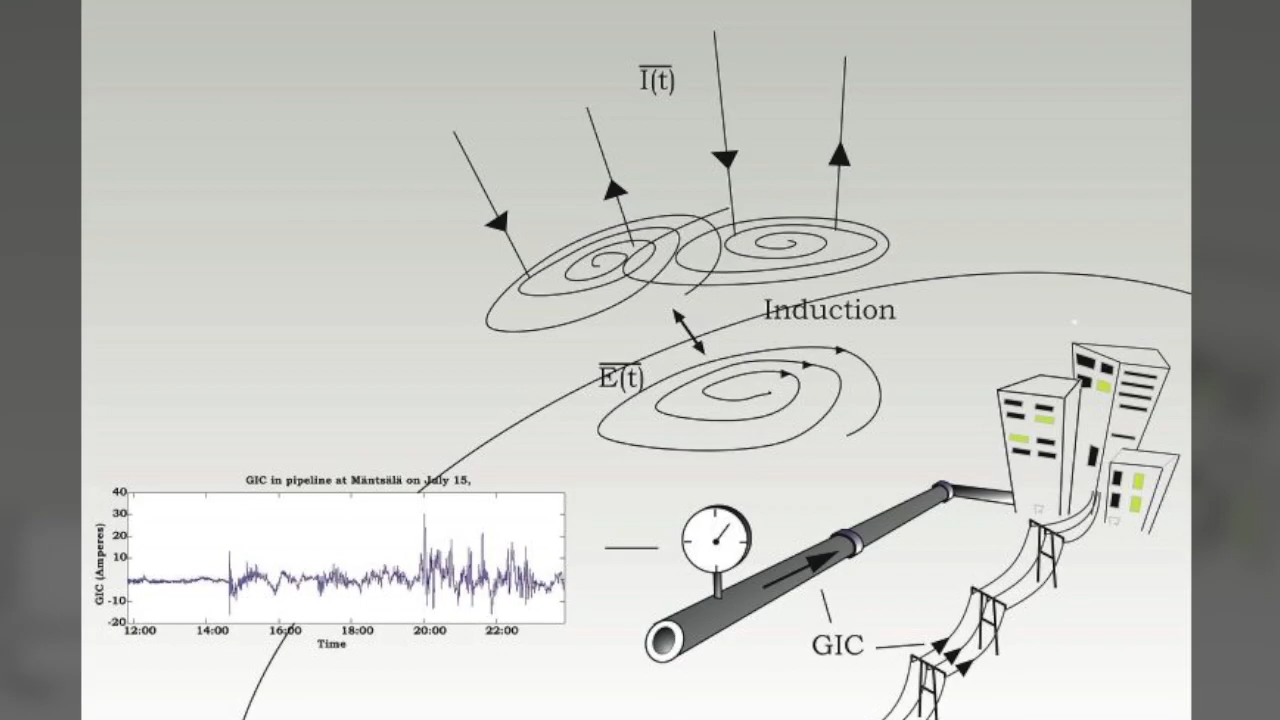 I(t)
Induction
E(t)
GIC in pipeline at Mäntsälä on July 15,
GIC (Amperes)
40
30
20
10
-10
-20
12:00 14:00 16:00 18:00 20:00 22:00
Time
GIC